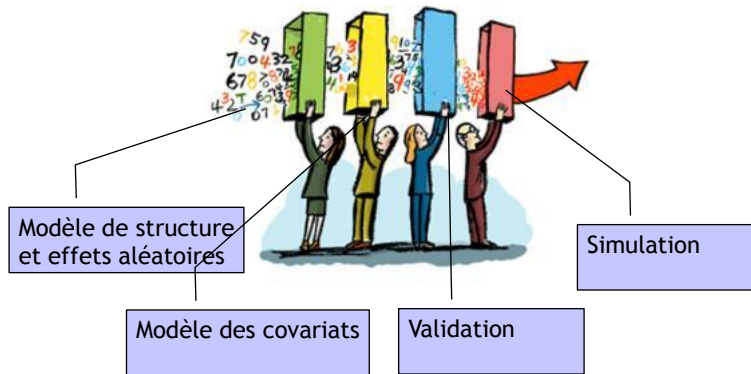 Modèle de structure
et effets aléatoires
Modèle des covariats
Validation
Simulation